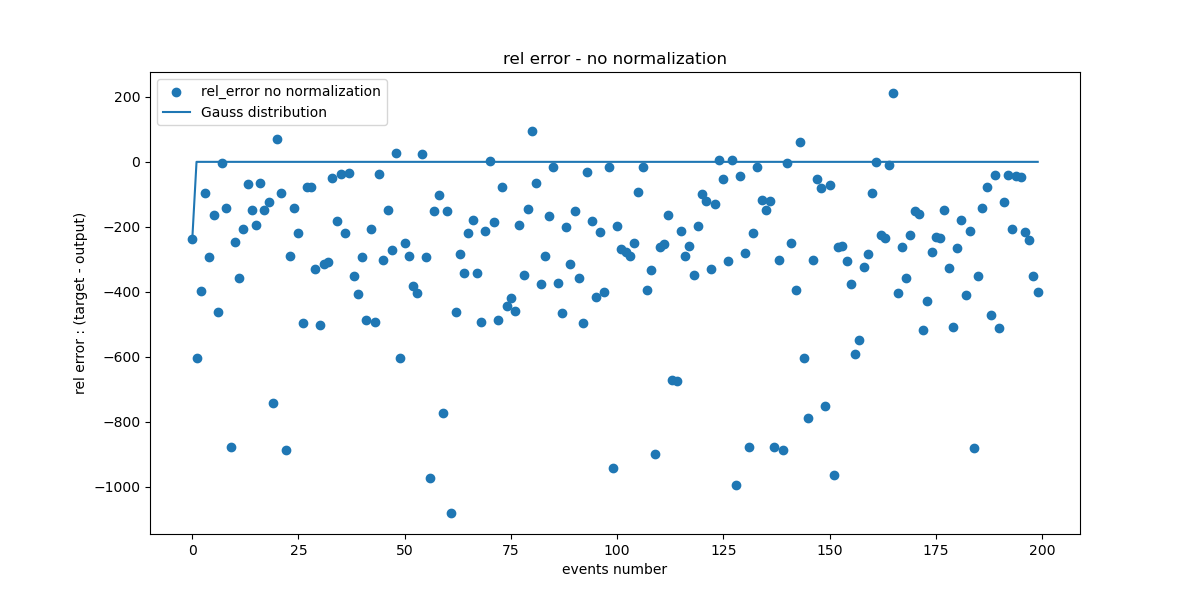 rel error - no normalization
rel_error no normalization
Gauss distribution
rel error : (target - output)
200
0
−200
−400
−600
−800
−1000
0 25 50 75 100 125 150 175 200
events number